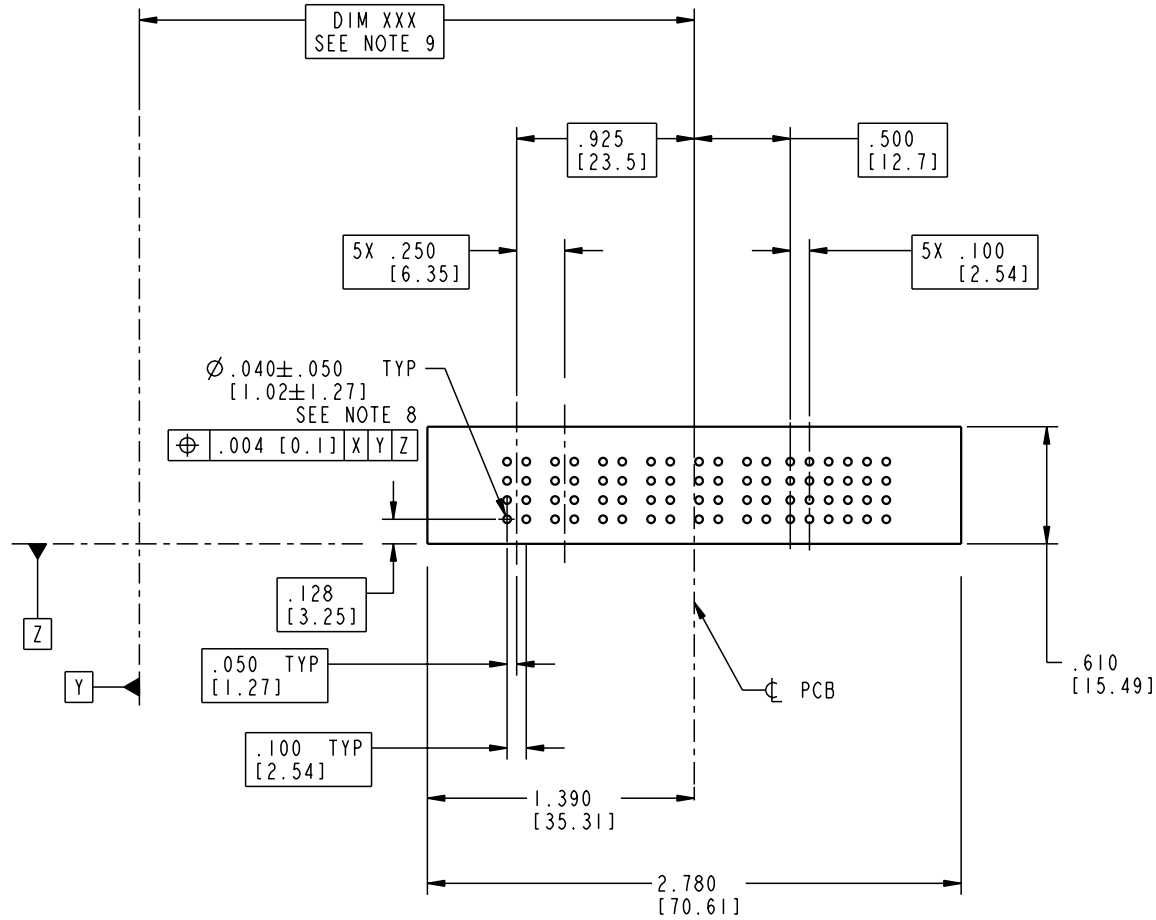 DIM XXX
SEE NOTE 9
.925
[23.5]
.500
[12.7]
5X .250
[6.35]
5X .100
[2.54]
Ø .040±.050 TYP
[1.02±1.27]
SEE NOTE 8
⌖ .004 [0.1] X Y Z
.128
[3.25]
Z
.050 TYP
[1.27]
Y
.610
[15.49]
℄ PCB
.100 TYP
[2.54]
1.390
[35.31]
2.780
[70.61]